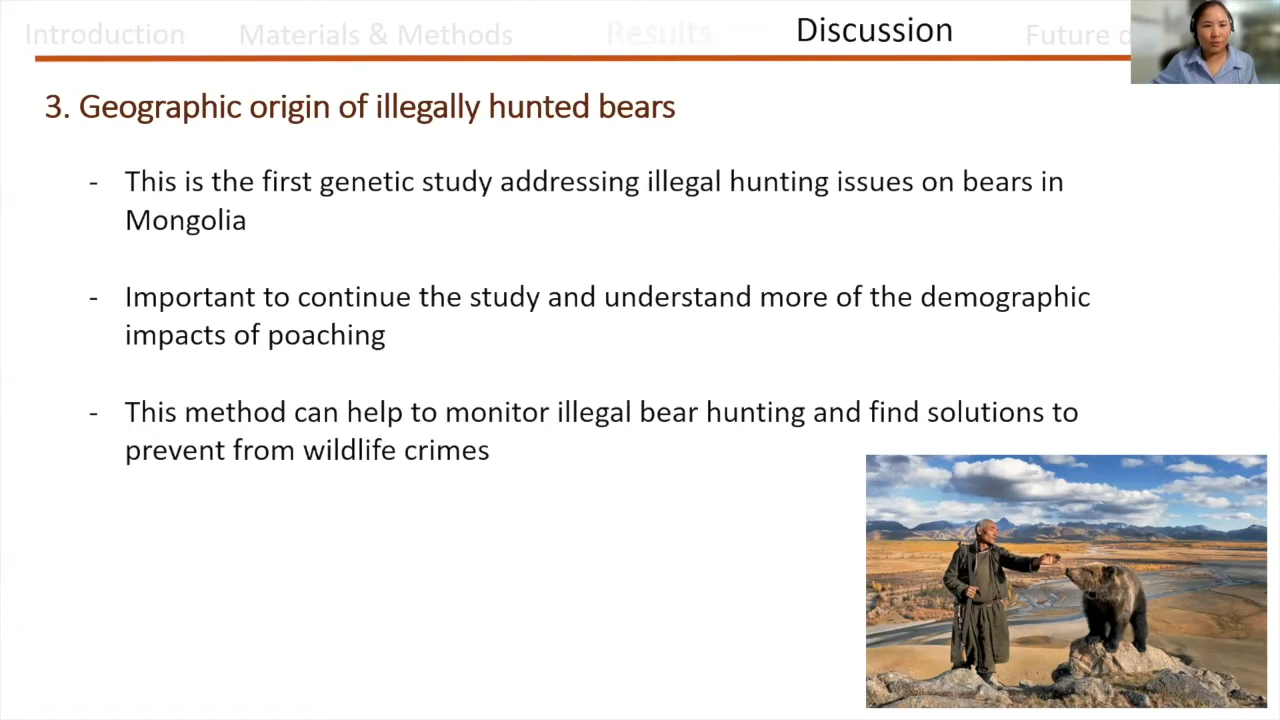 Introduction Materials & Methods Results Discussion Future
3. Geographic origin of illegally hunted bears
- This is the first genetic study addressing illegal hunting issues on bears in
Mongolia
- Important to continue the study and understand more of the demographic
impacts of poaching
- This method can help to monitor illegal bear hunting and find solutions to
prevent from wildlife crimes